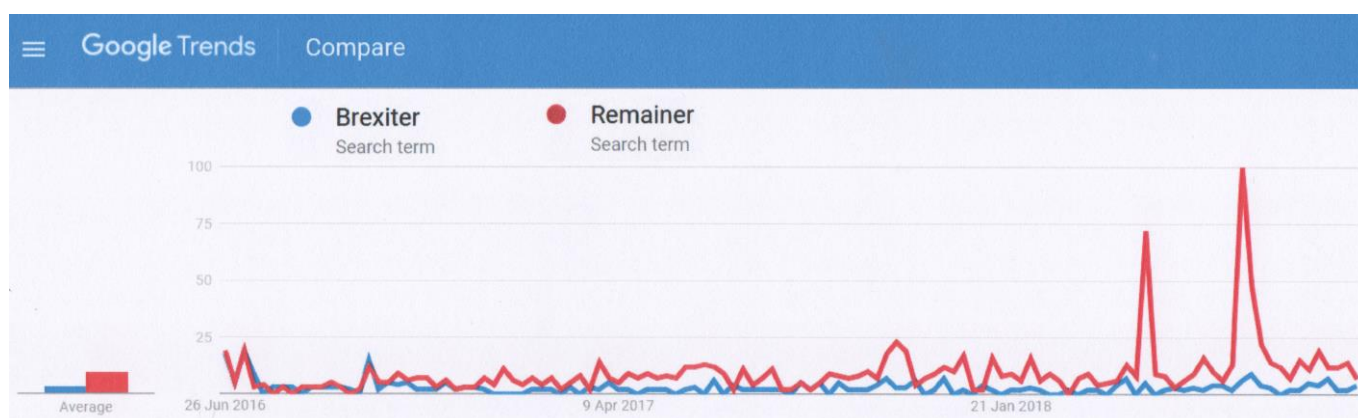 Google Trends Compare
Brexiter Remainer
Search term Search term
100
75
50
25
Average 26 Jun 2016 9 Apr 2017 21 Jan 2018